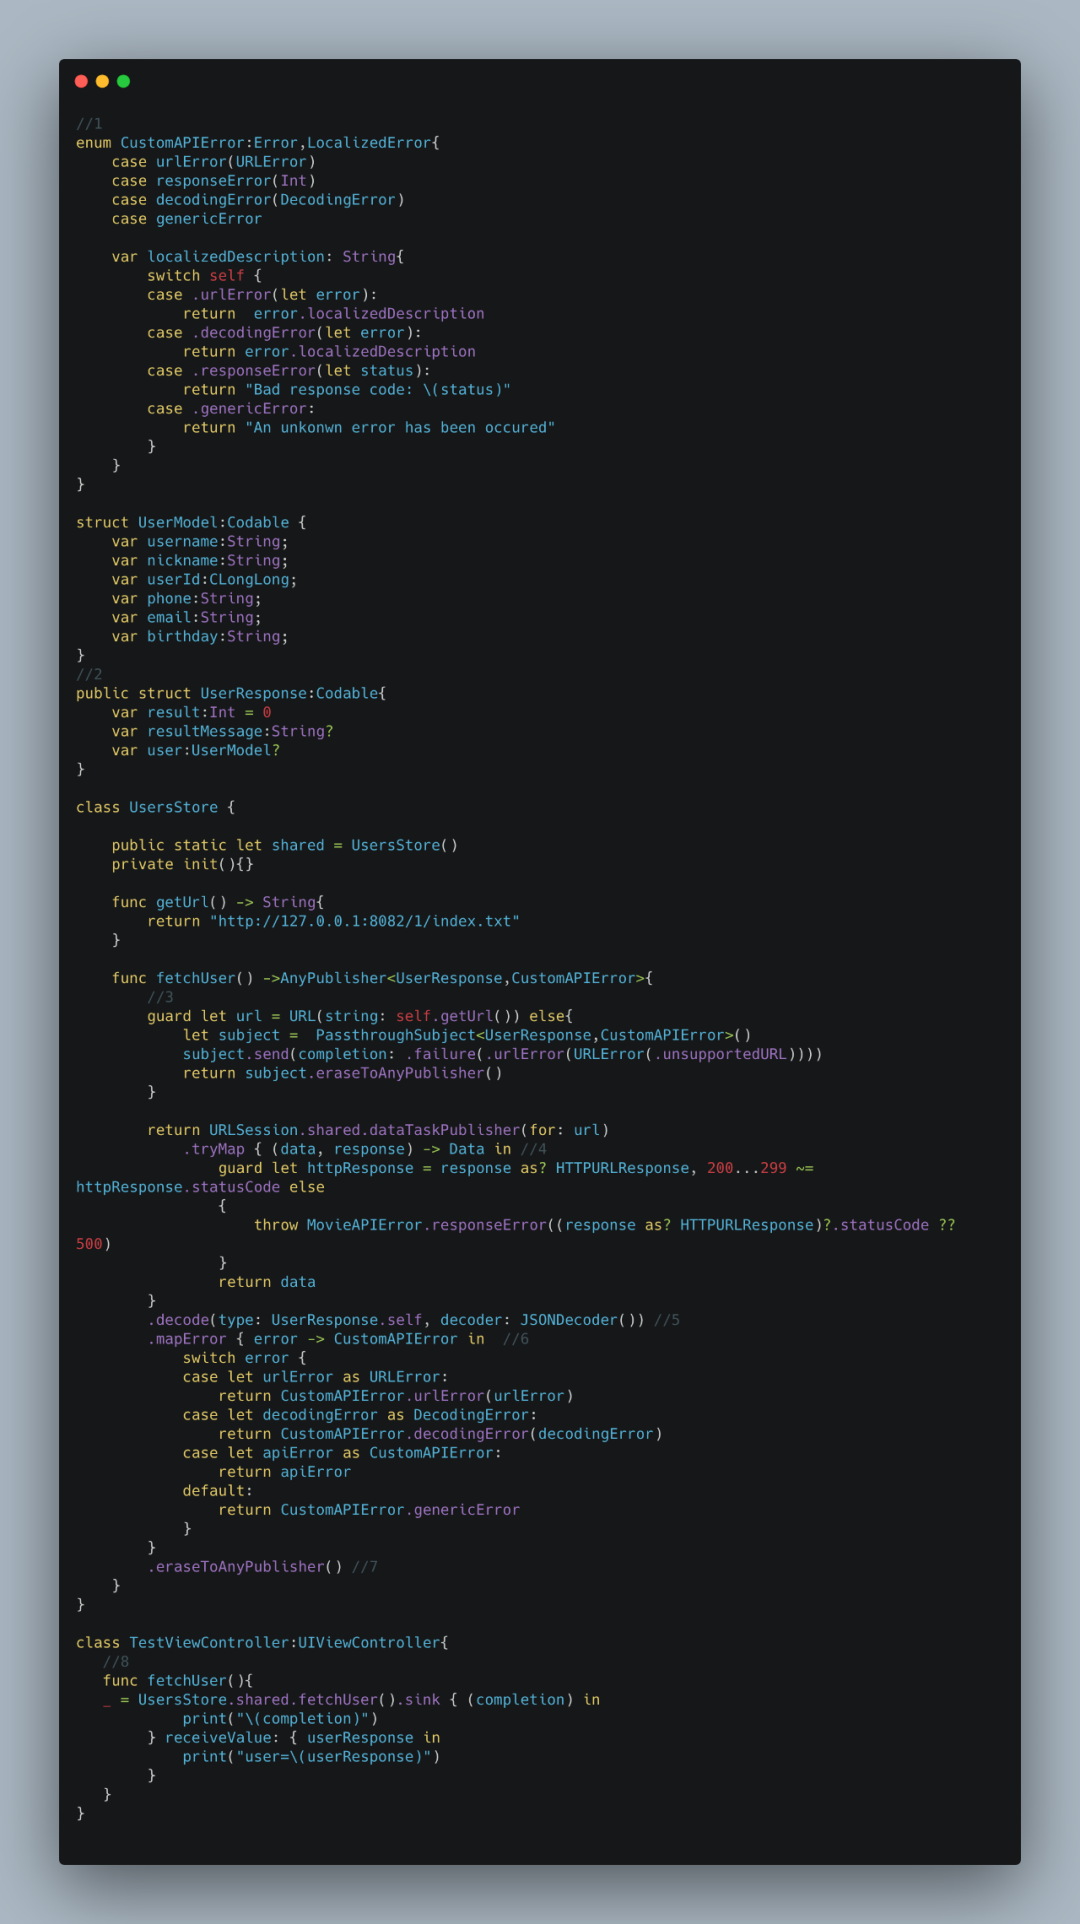 //1
enum CustomAPIError:Error,LocalizedError{
    case urlError(URLError)
    case responseError(Int)
    case decodingError(DecodingError)
    case genericError

    var localizedDescription: String{
        switch self {
        case .urlError(let error):
            return  error.localizedDescription
        case .decodingError(let error):
            return error.localizedDescription
        case .responseError(let status):
            return "Bad response code: \(status)"
        case .genericError:
            return "An unkonwn error has been occured"
        }
    }
}

struct UserModel:Codable {
    var username:String;
    var nickname:String;
    var userId:CLongLong;
    var phone:String;
    var email:String;
    var birthday:String;
}
//2
public struct UserResponse:Codable{
    var result:Int = 0
    var resultMessage:String?
    var user:UserModel?
}

class UsersStore {

    public static let shared = UsersStore()
    private init(){}

    func getUrl() -> String{
        return "http://127.0.0.1:8082/1/index.txt"
    }

    func fetchUser() ->AnyPublisher<UserResponse,CustomAPIError>{
        //3
        guard let url = URL(string: self.getUrl()) else{
            let subject =  PassthroughSubject<UserResponse,CustomAPIError>()
            subject.send(completion: .failure(.urlError(URLError(.unsupportedURL))))
            return subject.eraseToAnyPublisher()
        }

        return URLSession.shared.dataTaskPublisher(for: url)
            .tryMap { (data, response) -> Data in //4
                guard let httpResponse = response as? HTTPURLResponse, 200...299 ~=
httpResponse.statusCode else
                {
                    throw MovieAPIError.responseError((response as? HTTPURLResponse)?.statusCode ??
500)
                }
                return data
        }
        .decode(type: UserResponse.self, decoder: JSONDecoder()) //5
        .mapError { error -> CustomAPIError in  //6
            switch error {
            case let urlError as URLError:
                return CustomAPIError.urlError(urlError)
            case let decodingError as DecodingError:
                return CustomAPIError.decodingError(decodingError)
            case let apiError as CustomAPIError:
                return apiError
            default:
                return CustomAPIError.genericError
            }
        }
        .eraseToAnyPublisher() //7
    }
}

class TestViewController:UIViewController{
   //8
   func fetchUser(){
   _ = UsersStore.shared.fetchUser().sink { (completion) in
            print("\(completion)")
        } receiveValue: { userResponse in
            print("user=\(userResponse)")
        }
   }
}